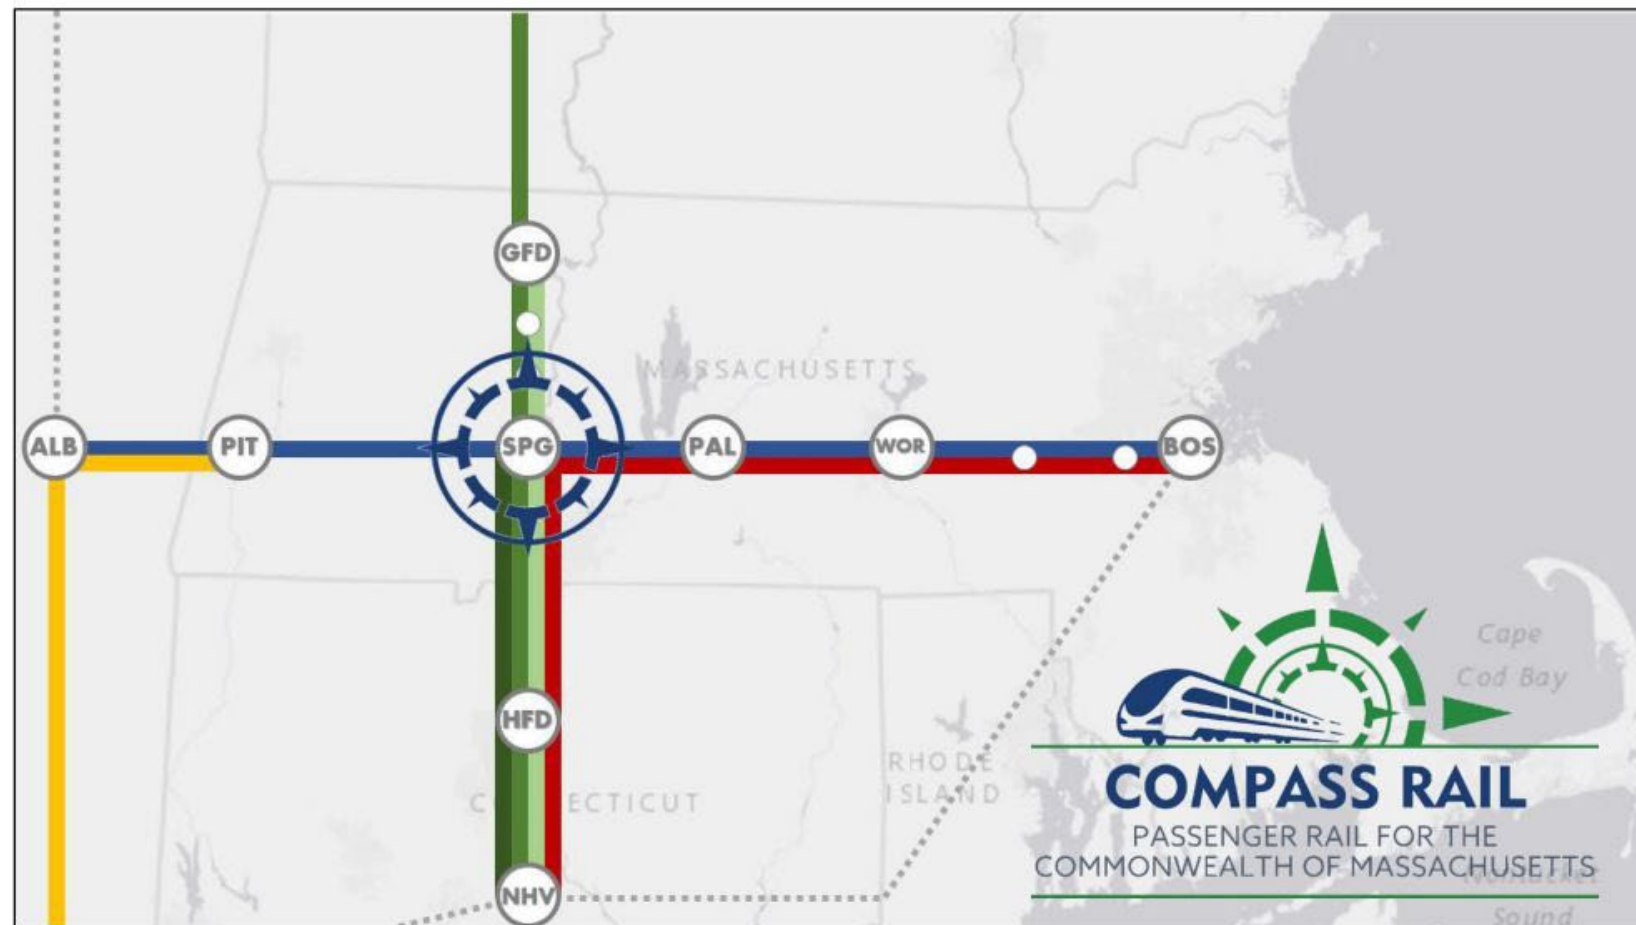 GFD
MASSACHUSETTS
ALB
PIT
SPG
PAL
WOR
BOS
Cape
Cod Bay
HFD
RHODE
ISLAND
COMPASS RAIL
C ECTICUT
PASSENGER RAIL FOR THE
COMMONWEALTH OF MASSACHUSETTS
NHV
Nantucket
Sound